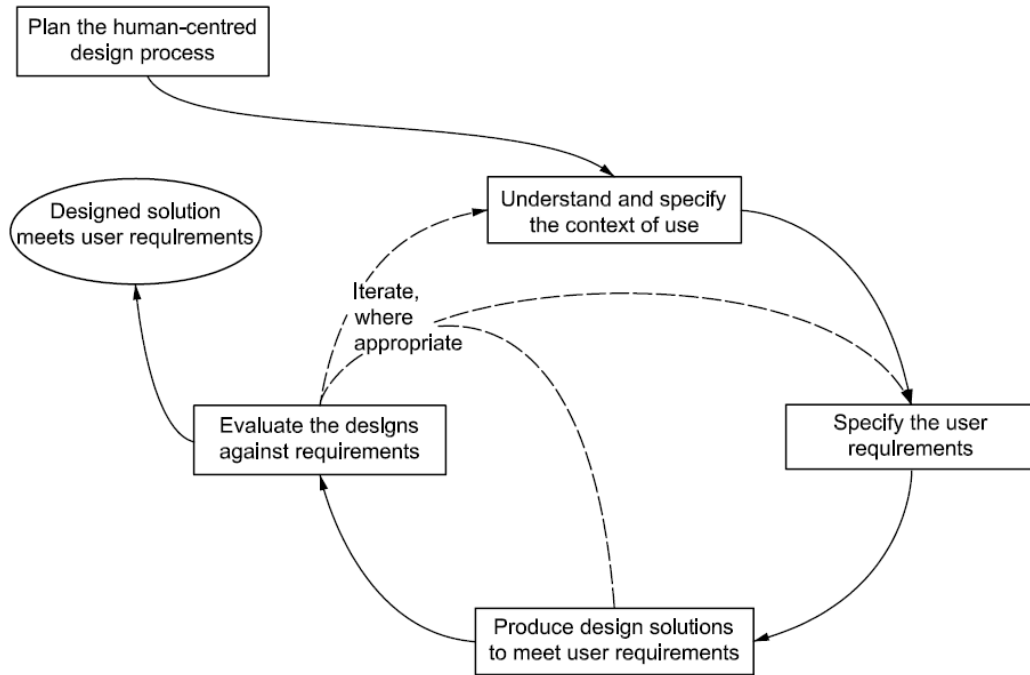 Plan the human-centred
design process
Understand and specify
the context of use
Designed solution
meets user requirements
Iterate,
where
appropriate
Evaluate the designs
against requirements
Specify the user
requirements
Produce design solutions
to meet user requirements